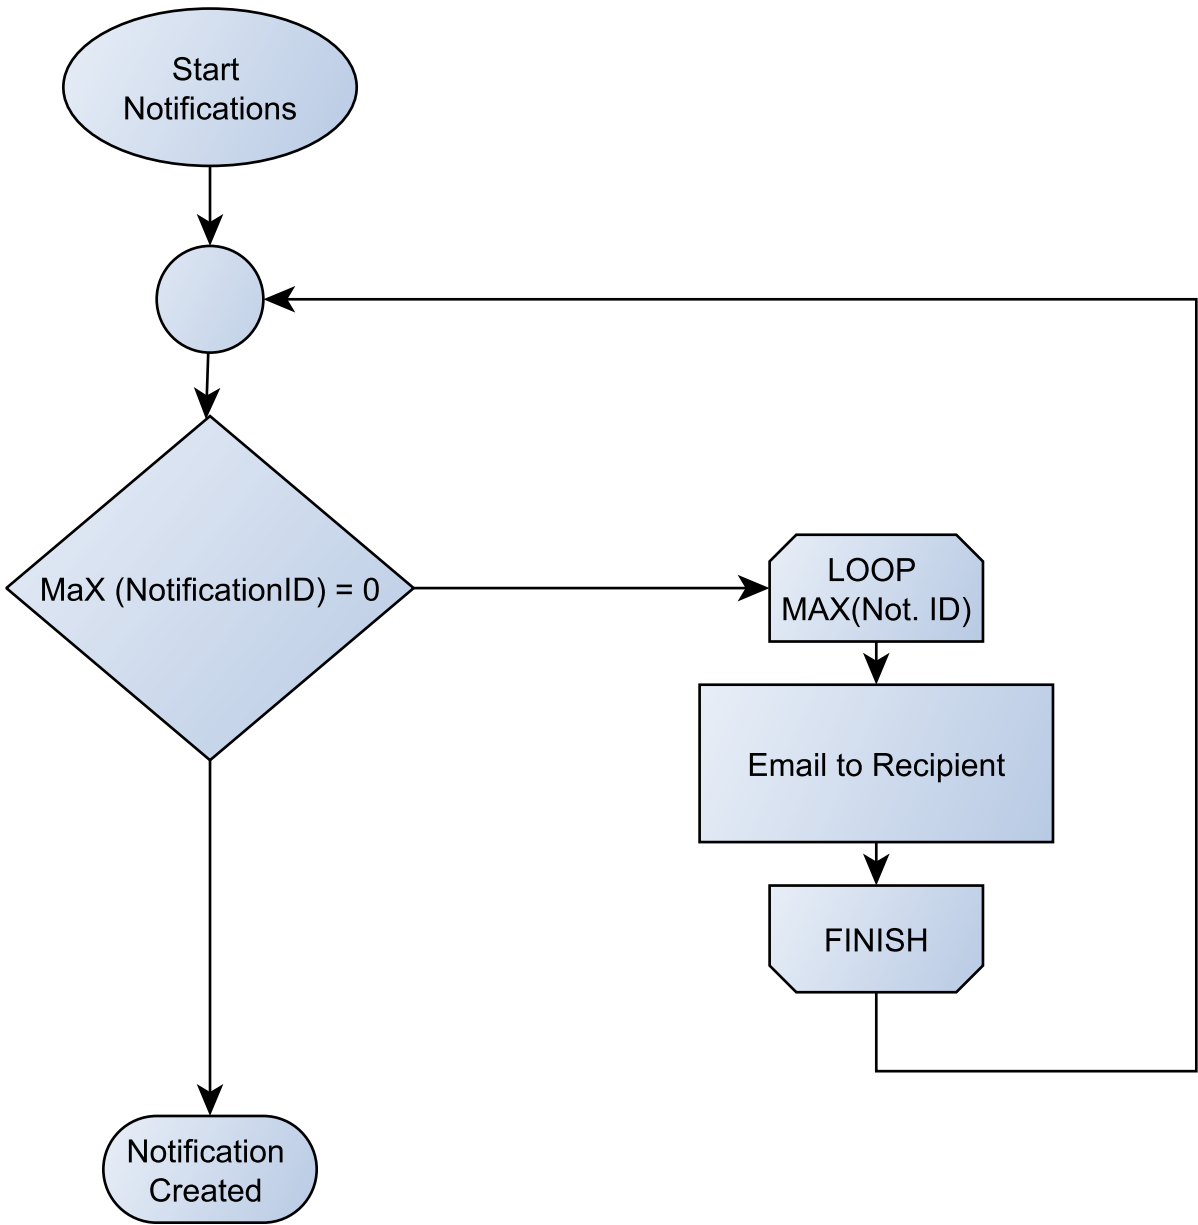 Start
Notifications
MaX (NotificationID) = 0
LOOP
MAX(Not. ID)
Email to Recipient
FINISH
Notification
Created